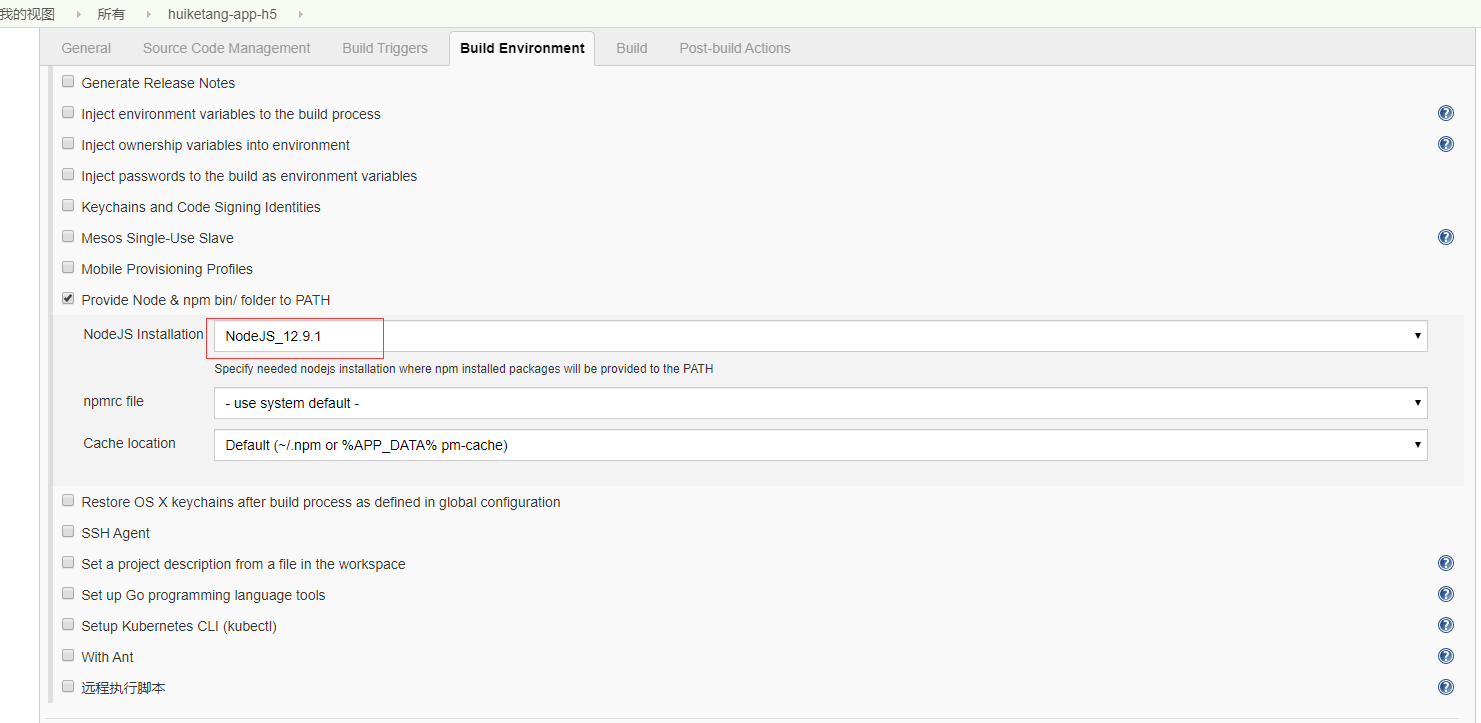 我的视图 所有 huiketang-app-h5
General Source Code Management Build Triggers Build Environment Build Post-build Actions
Generate Release Notes
Inject environment variables to the build process
Inject ownership variables into environment
Inject passwords to the build as environment variables
Keychains and Code Signing Identities
Mesos Single-Use Slave
Mobile Provisioning Profiles
Provide Node & npm bin/ folder to PATH
NodeJS Installation NodeJS_12.9.1
Specify needed nodejs installation where npm installed packages will be provided to the PATH
npmrc file - use system default -
Cache location Default (~/.npm or %APP_DATA% pm-cache)
Restore OS X keychains after build process as defined in global configuration
SSH Agent
Set a project description from a file in the workspace
Set up Go programming language tools
Setup Kubernetes CLI (kubectl)
With Ant
远程执行脚本